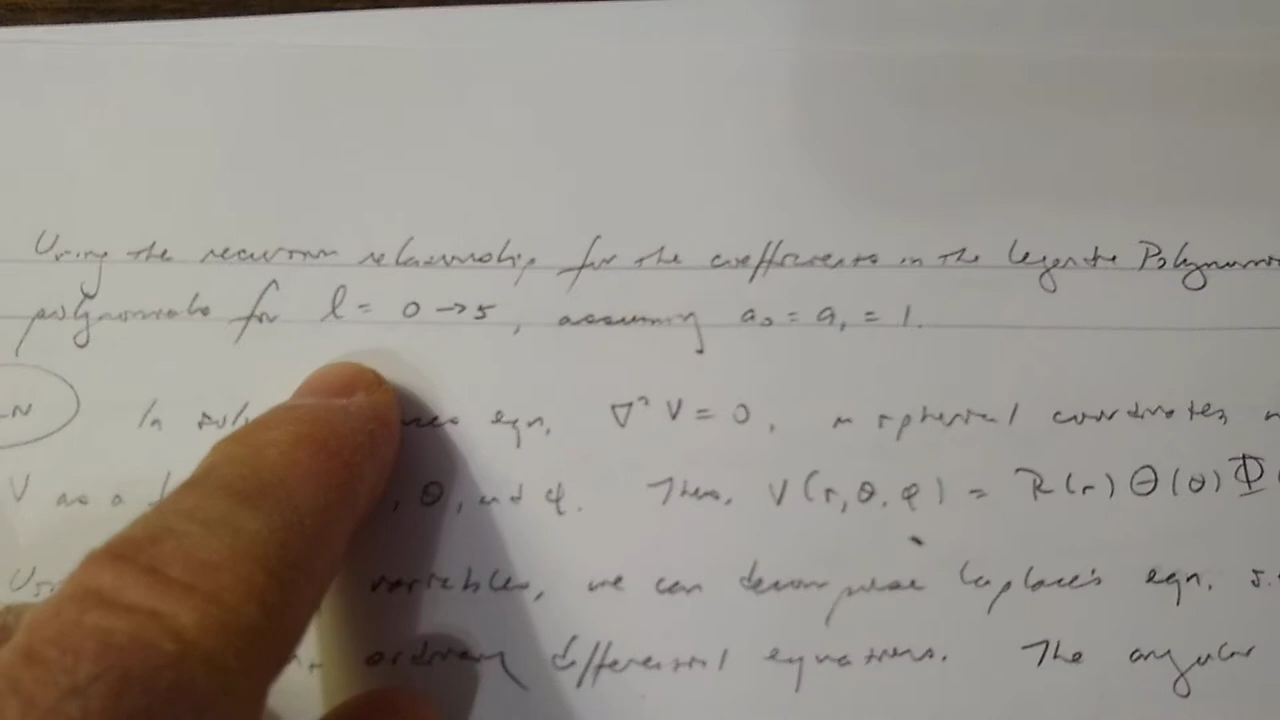 Using the recursion relationship for the coefficients in the Legendre Polynomi
polynomials for l = 0 → 5, assuming a₀ = a₁ = 1.
In eqn, ∇² V = 0, in spherical coordinates,
V as a , θ, and φ. Then, V(r,θ,φ) = R(r) Θ(θ) Φ(
variables, we can decompose Laplace's eqn.
ordinary differential equations. The angular